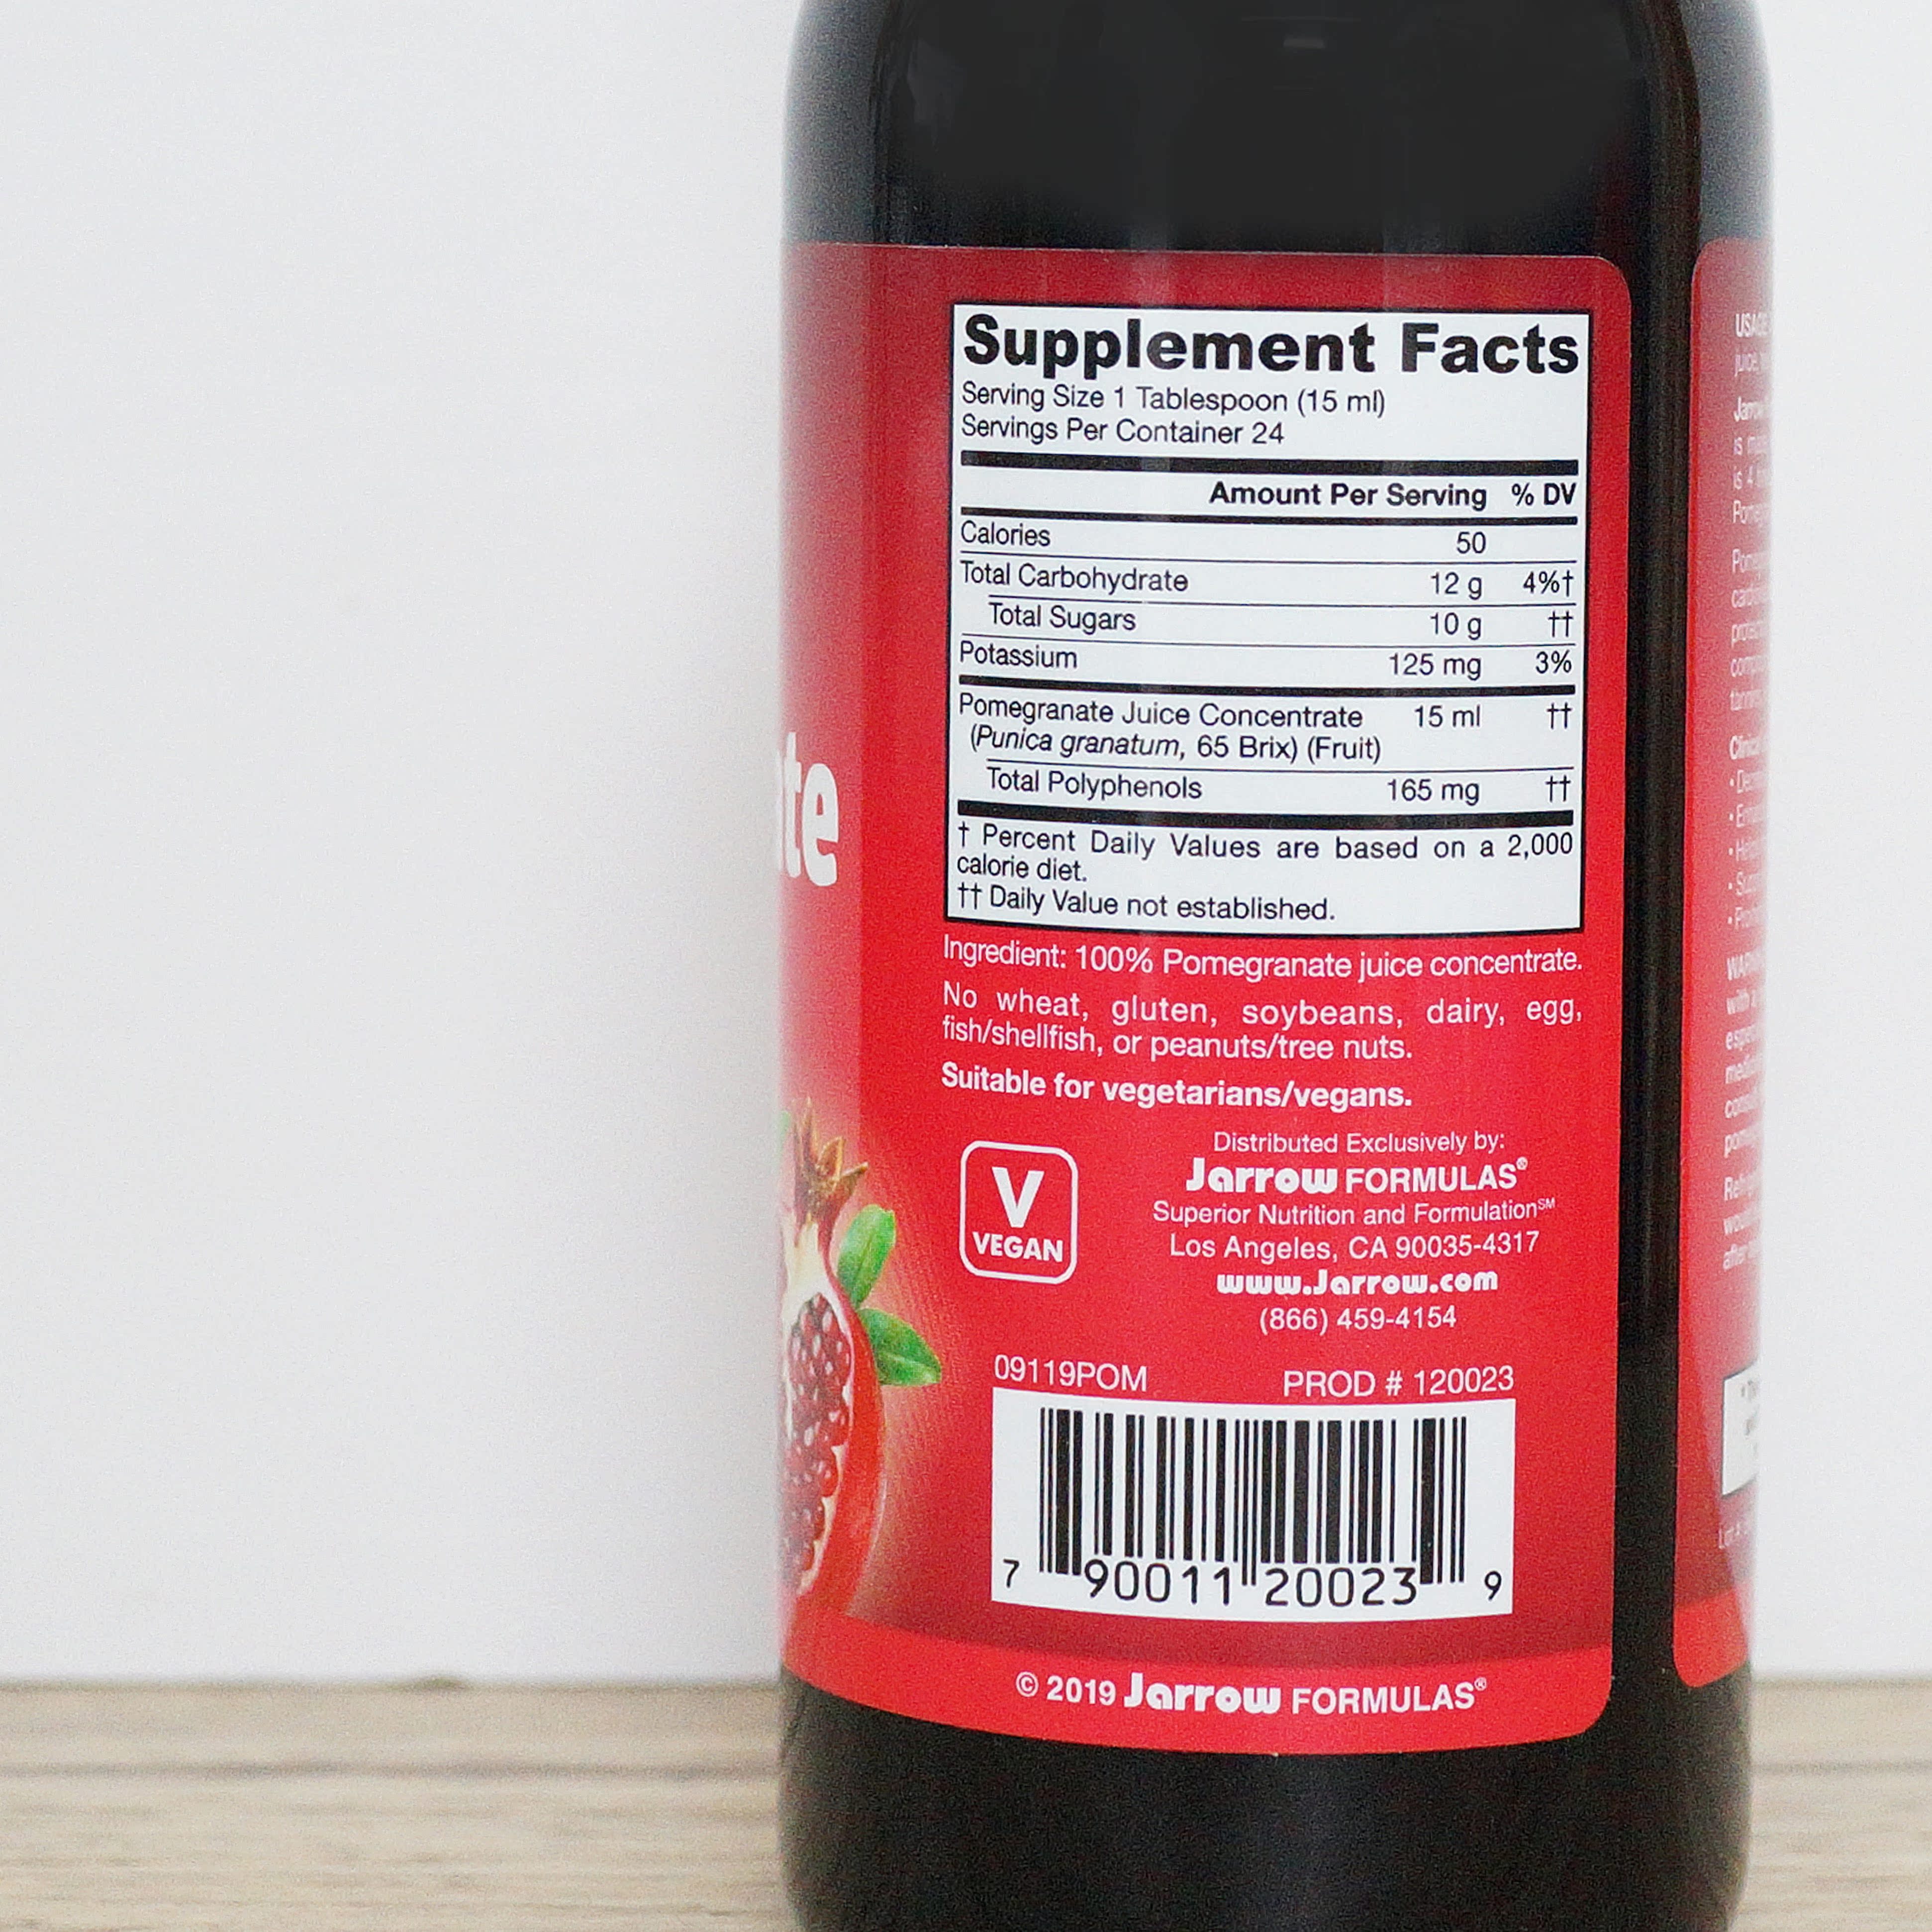 Supplement Facts
Serving Size 1 Tablespoon (15 ml)
Servings Per Container 24
Amount Per Serving % DV
Calories 50
Total Carbohydrate 12 g 4%†
Total Sugars 10 g ††
Potassium 125 mg 3%
Pomegranate Juice Concentrate 15 ml ††
(Punica granatum, 65 Brix) (Fruit)
Total Polyphenols 165 mg ††
† Percent Daily Values are based on a 2,000
calorie diet.
†† Daily Value not established.
Ingredient: 100% Pomegranate juice concentrate.
No wheat, gluten, soybeans, dairy, egg,
fish/shellfish, or peanuts/tree nuts.
Suitable for vegetarians/vegans.
V
VEGAN
Distributed Exclusively by:
Jarrow FORMULAS®
Superior Nutrition and Formulation℠
Los Angeles, CA 90035-4317
www.Jarrow.com
(866) 459-4154
09119POM PROD # 120023
7 90011 20023 9
© 2019 Jarrow FORMULAS®